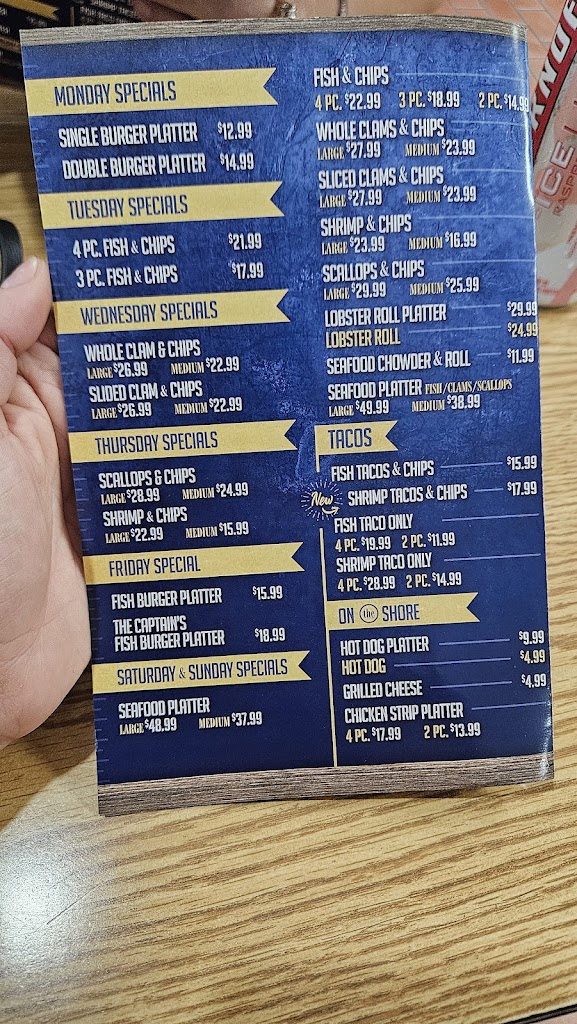 MONDAY SPECIALS
SINGLE BURGER PLATTER $12.99
DOUBLE BURGER PLATTER $14.99
TUESDAY SPECIALS
4 PC. FISH & CHIPS $21.99
3 PC. FISH & CHIPS $17.99
WEDNESDAY SPECIALS
WHOLE CLAM & CHIPS
LARGE $26.99 MEDIUM $22.99
SLIDED CLAM & CHIPS
LARGE $26.99 MEDIUM $22.99
THURSDAY SPECIALS
SCALLOPS & CHIPS
LARGE $28.99 MEDIUM $24.99
SHRIMP & CHIPS
LARGE $22.99 MEDIUM $15.99
FRIDAY SPECIAL
FISH BURGER PLATTER $15.99
THE CAPTAIN'S
FISH BURGER PLATTER $18.99
SATURDAY & SUNDAY SPECIALS
SEAFOOD PLATTER
LARGE $48.99 MEDIUM $37.99
FISH & CHIPS
4 PC. $22.99 3 PC. $18.99 2 PC. $14.99
WHOLE CLAMS & CHIPS
LARGE $27.99 MEDIUM $23.99
SLICED CLAMS & CHIPS
LARGE $27.99 MEDIUM $23.99
SHRIMP & CHIPS
LARGE $23.99 MEDIUM $16.99
SCALLOPS & CHIPS
LARGE $29.99 MEDIUM $25.99
LOBSTER ROLL PLATTER $29.99
LOBSTER ROLL $24.99
SEAFOOD CHOWDER & ROLL $11.99
SEAFOOD PLATTER FISH/CLAMS/SCALLOPS
LARGE $49.99 MEDIUM $38.99
TACOS
FISH TACOS & CHIPS $15.99
New SHRIMP TACOS & CHIPS $17.99
FISH TACO ONLY
4 PC. $19.99 2 PC. $11.99
SHRIMP TACO ONLY
4 PC. $28.99 2 PC. $14.99
ON the SHORE
HOT DOG PLATTER $9.99
HOT DOG $4.99
GRILLED CHEESE $4.99
CHICKEN STRIP PLATTER
4 PC. $17.99 2 PC. $13.99
ICE